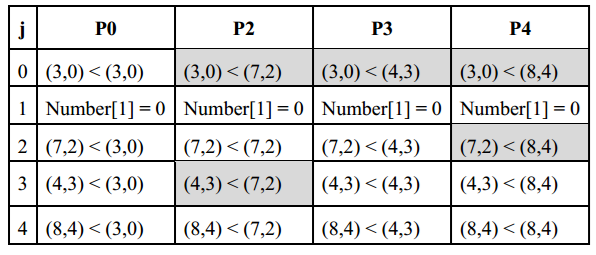 j P0 P2 P3 P4
0 (3,0) < (3,0) (3,0) < (7,2) (3,0) < (4,3) (3,0) < (8,4)
1 Number[1] = 0 Number[1] = 0 Number[1] = 0 Number[1] = 0
2 (7,2) < (3,0) (7,2) < (7,2) (7,2) < (4,3) (7,2) < (8,4)
3 (4,3) < (3,0) (4,3) < (7,2) (4,3) < (4,3) (4,3) < (8,4)
4 (8,4) < (3,0) (8,4) < (7,2) (8,4) < (4,3) (8,4) < (8,4)